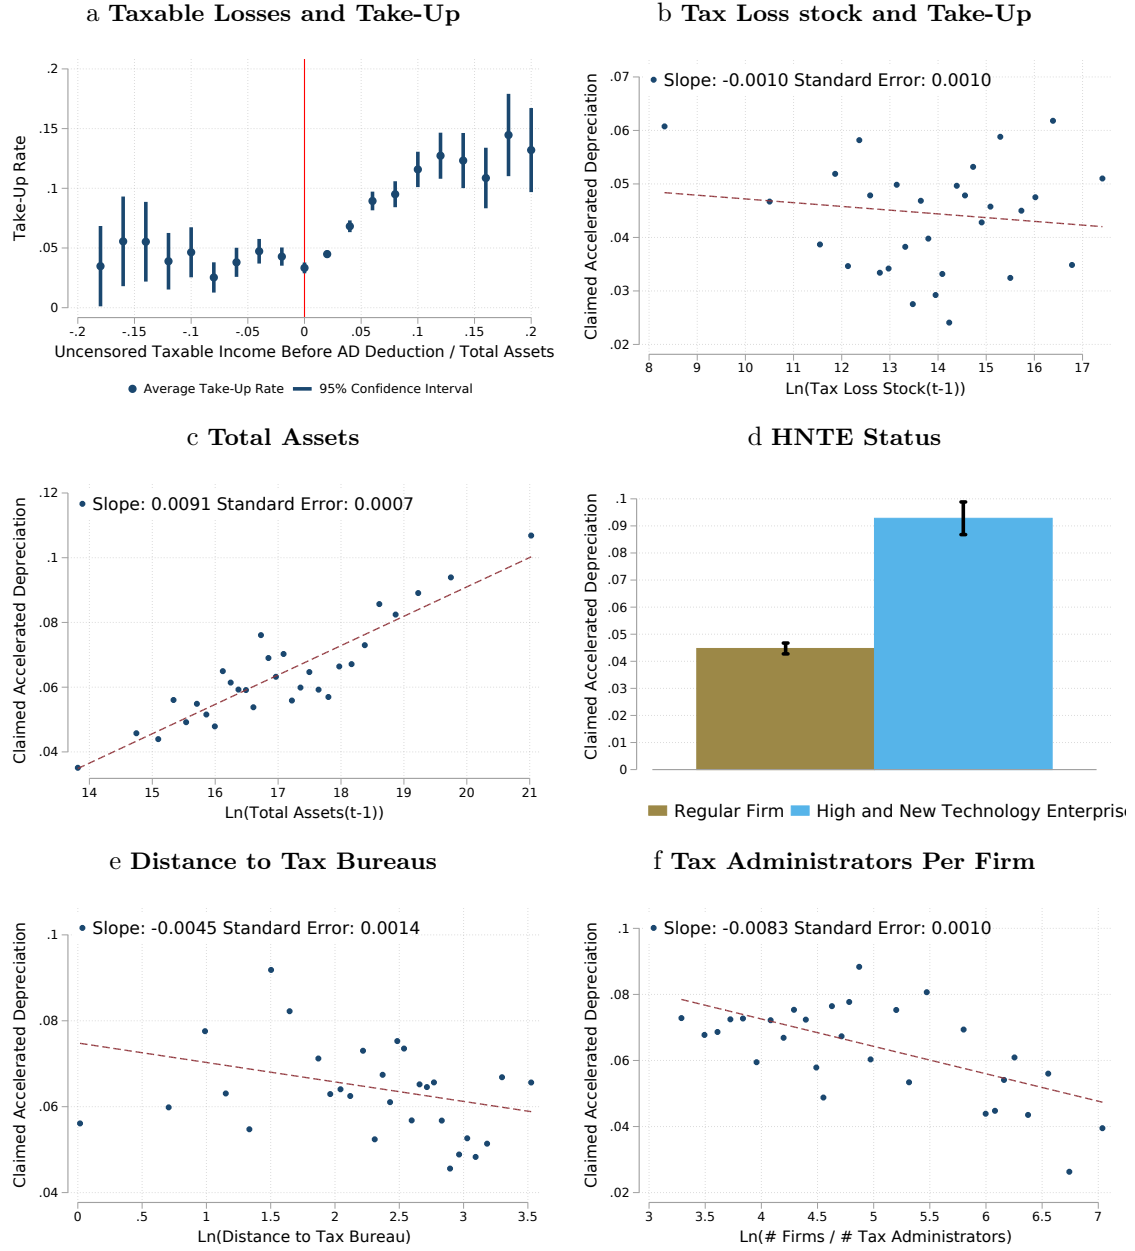 a Taxable Losses and Take-Up
.2
.15
.1
.05
0
Take-Up Rate
-.2 -.15 -.1 -.05 0 .05 .1 .15 .2
Uncensored Taxable Income Before AD Deduction / Total Assets
Average Take-Up Rate 95% Confidence Interval
b Tax Loss stock and Take-Up
Slope: -0.0010 Standard Error: 0.0010
.07
.06
.05
.04
.03
.02
Claimed Accelerated Depreciation
8 9 10 11 12 13 14 15 16 17
Ln(Tax Loss Stock(t-1))
c Total Assets
Slope: 0.0091 Standard Error: 0.0007
.12
.1
.08
.06
.04
Claimed Accelerated Depreciation
14 15 16 17 18 19 20 21
Ln(Total Assets(t-1))
d HNTE Status
.1
.09
.08
.07
.06
.05
.04
.03
.02
.01
0
Claimed Accelerated Depreciation
Regular Firm High and New Technology Enterprise
e Distance to Tax Bureaus
Slope: -0.0045 Standard Error: 0.0014
.1
.08
.06
.04
Claimed Accelerated Depreciation
0 .5 1 1.5 2 2.5 3 3.5
Ln(Distance to Tax Bureau)
f Tax Administrators Per Firm
Slope: -0.0083 Standard Error: 0.0010
.1
.08
.06
.04
.02
Claimed Accelerated Depreciation
3 3.5 4 4.5 5 5.5 6 6.5 7
Ln(# Firms / # Tax Administrators)